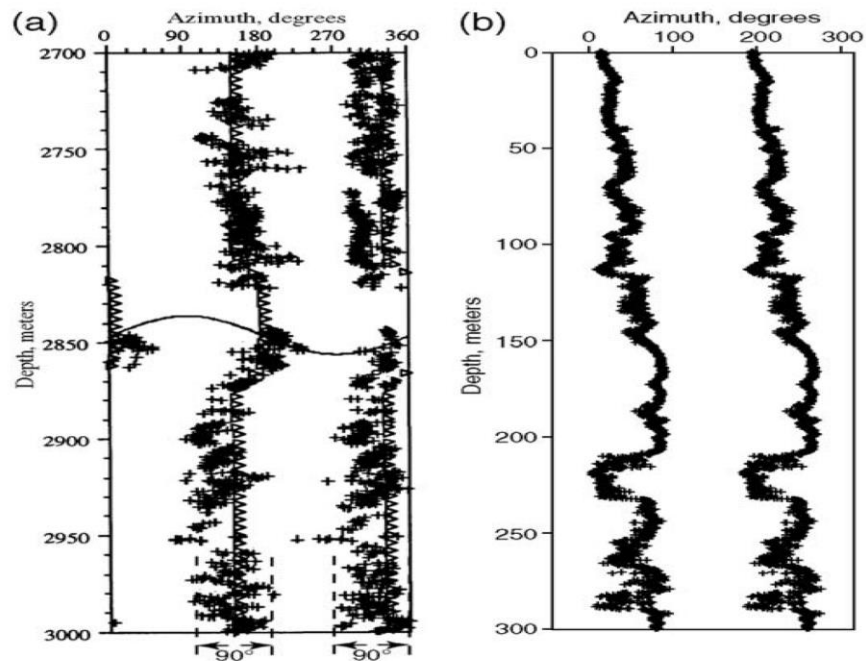 (a)
Azimuth, degrees
0 90 180 270 360
2700
2750
2800
2850
2900
2950
3000
Depth, meters
90° 90°
(b)
Azimuth, degrees
0 100 200 300
0
50
100
150
200
250
300
Depth, meters